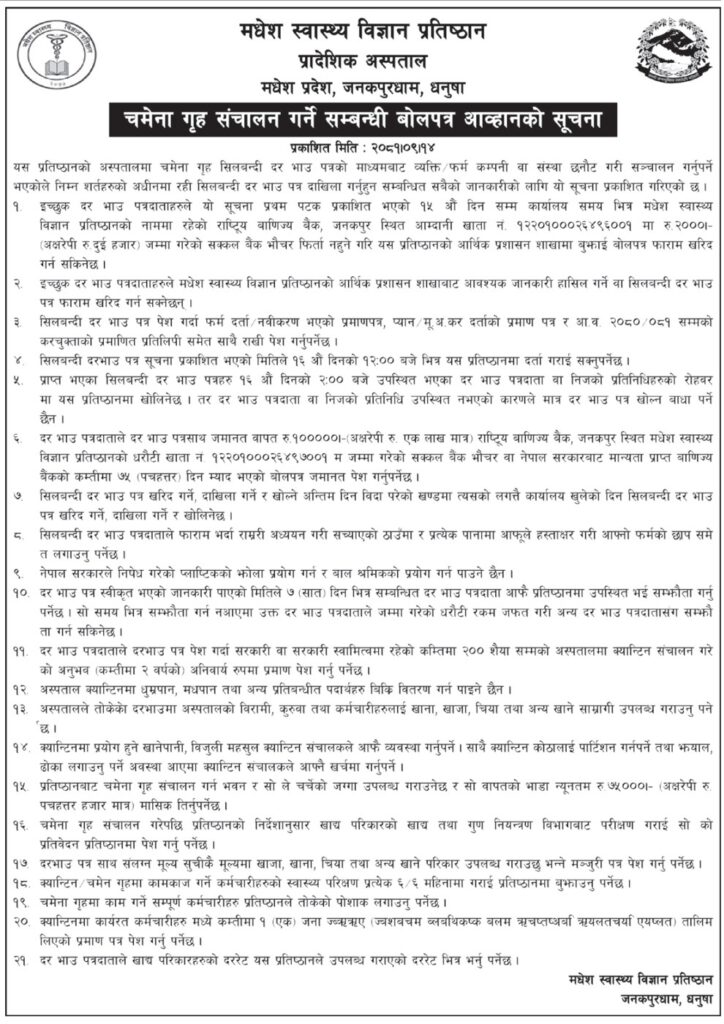 मधेश स्वास्थ्य विज्ञान प्रतिष्ठान
प्रादेशिक अस्पताल
मधेश प्रदेश, जनकपुरधाम, धनुषा
चमेना गृह संचालन गर्ने सम्बन्धी बोलपत्र आव्हानको सूचना
प्रकाशित मिति : २०८१।०९।१४
यस प्रतिष्ठानको अस्पतालमा चमेना गृह सिलबन्दी दर भाउ पत्रको माध्यमबाट व्यक्ति/फर्म कम्पनी वा संस्था छनौट गरी सञ्चालन गर्नुपर्ने
भएकोले निम्न शर्तहरुको अधीनमा रही सिलबन्दी दर भाउ पत्र दाखिला गर्नुहुन सम्बन्धित सबैको जानकारीको लागि यो सूचना प्रकाशित गरिएको छ ।
१. इच्छुक दर भाउ पत्रदाताहरुले यो सूचना प्रथम पटक प्रकाशित भएको १५ औं दिन सम्म कार्यालय समय भित्र मधेश स्वास्थ्य
विज्ञान प्रतिष्ठानको नाममा रहेको राष्ट्रिय बाणिज्य बैंक, जनकपुर स्थित आम्दानी खाता नं. १२२०१०००२६४९६००१ मा रु.२०००।-
(अक्षरेपी रु.दुई हजार) जम्मा गरेको सक्कल बैंक भौचर फिर्ता नहुने गरि यस प्रतिष्ठानको आर्थिक प्रशासन शाखामा बुझाई बोलपत्र फाराम खरिद
गर्न सकिनेछ ।
२. इच्छुक दर भाउ पत्रदाताहरुले मधेश स्वास्थ्य विज्ञान प्रतिष्ठानको आर्थिक प्रशासन शाखाबाट आवश्यक जानकारी हासिल गर्ने वा सिलबन्दी दर भाउ
पत्र फाराम खरिद गर्न सक्नेछन् ।
३. सिलबन्दी दर भाउ पत्र पेश गर्दा फर्म दर्ता/नवीकरण भएको प्रमाणपत्र, प्यान/मू.अ.कर दर्ताको प्रमाण पत्र र आ.व. २०८०/०८१ सम्मको
करचुक्ताको प्रमाणित प्रतिलिपी समेत साथै राखी पेश गर्नुपर्नेछ ।
४. सिलबन्दी दरभाउ पत्र सूचना प्रकाशित भएको मितिले १६ औं दिनको १२:०० बजे भित्र यस प्रतिष्ठानमा दर्ता गराई सक्नुपर्नेछ ।
५. प्राप्त भएका सिलबन्दी दर भाउ पत्रहरु १६ औं दिनको २:०० बजे उपस्थित भएका दर भाउ पत्रदाता वा निजको प्रतिनिधिहरुको रोहवर
मा यस प्रतिष्ठानमा खोलिनेछ । तर दर भाउ पत्रदाता वा निजको प्रतिनिधि उपस्थित नभएको कारणले मात्र दर भाउ पत्र खोल्न वाधा पर्ने
छैन ।
६. दर भाउ पत्रदाताले दर भाउ पत्रसाथ जमानत वापत रु.१०००००।-(अक्षरेपी रु. एक लाख मात्र) राष्ट्रिय बाणिज्य बैंक, जनकपुर स्थित मधेश स्वास्थ्य
विज्ञान प्रतिष्ठानको धरौटी खाता नं १२२०१०००२६४९७००१ म जम्मा गरेको सक्कल बैंक भौचर वा नेपाल सरकारबाट मान्यता प्राप्त बाणिज्य
बैंकको कम्तीमा ७५ (पचहत्तर) दिन म्याद भएको बोलपत्र जमानत पेश गर्नुपर्नेछ ।
७. सिलबन्दी दर भाउ पत्र खरिद गर्ने, दाखिला गर्ने र खोल्ने अन्तिम दिन विदा परेको खण्डमा त्यसको लगत्तै कार्यालय खुलेको दिन सिलबन्दी दर भाउ
पत्र खरिद गर्ने, दाखिला गर्ने र खोलिनेछ ।
८. सिलबन्दी दर भाउ पत्रदाताले फाराम भर्दा राम्ररी अध्ययन गरी सच्याएको ठाउँमा र प्रत्येक पानामा आफूले हस्ताक्षर गरी आफ्नो फर्मको छाप समे
त लगाउनु पर्नेछ ।
९. नेपाल सरकारले निषेध गरेको प्लाष्टिकको झोला प्रयोग गर्न र बाल श्रमिकको प्रयोग गर्न पाउने छैन ।
१०. दर भाउ पत्र स्वीकृत भएको जानकारी पाएको मितिले ७ (सात) दिन भित्र सम्बन्धित दर भाउ पत्रदाता आफै प्रतिष्ठानमा उपस्थित भई सम्झौता गर्नु
पर्नेछ । सो समय भित्र सम्झौता गर्न नआएमा उक्त दर भाउ पत्रदाताले जम्मा गरेको धरौटी रकम जफत गरी अन्य दर भाउ पत्रदातासंग सम्झौ
ता गर्न सकिनेछ ।
११. दर भाउ पत्रदाताले दरभाउ पत्र पेश गर्दा सरकारी वा सरकारी स्वामित्वमा रहेको कम्तिमा २०० शैया सम्मको अस्पतालमा क्यान्टिन संचालन गरे
को अनुभव (कम्तीमा २ वर्षको) अनिवार्य रुपमा प्रमाण पेश गर्नु पर्नेछ ।
१२. अस्पताल क्यान्टिनमा धुम्रपान, मधपान तथा अन्य प्रतिबन्धीत पदार्थहरु बिक्रि वितरण गर्न पाइने छैन ।
१३. अस्पतालले तोकेको दरभाउमा अस्पतालको विरामी, कुरुवा तथा कर्मचारीहरुलाई खाना, खाजा, चिया तथा अन्य खाने सामाग्री उपलब्ध गराउनु पने
र्छ ।
१४. क्यान्टिनमा प्रयोग हुने खानेपानी, विजुली महसुल क्यान्टिन संचालकले आफै व्यवस्था गर्नुपर्ने । साथै क्यान्टिन कोठालाई पार्टिशन गर्नपर्ने तथा झयाल,
ढोका लगाउनु पर्ने अवस्था आएमा क्यान्टिन संचालकले आफ्नै खर्चमा गर्नुपर्नेछ ।
१५. प्रतिष्ठानबाट चमेना गृह संचालन गर्न भवन र सो ले चर्चेको जग्गा उपलब्ध गराउनेछ र सो वापतको भाडा न्यूनतम रु ७५०००।- (अक्षरेपी रु.
पचहत्तर हजार मात्र) मासिक तिर्नुपर्नेछ ।
१६. चमेना गृह संचालन गरेपछि प्रतिष्ठानको निर्देशानुसार खाद्य परिकारको खाद्य तथा गुण नियन्त्रण विभागबाट परीक्षण गराई सो को
प्रतिवेदन प्रतिष्ठानमा पेश गर्नु पर्नेछ ।
१७. दरभाउ पत्र साथ संलग्न मूल्य सुचीकै मूल्यमा खाजा, खाना, चिया तथा अन्य खाने परिकार उपलब्ध गराउछु भन्ने मञ्जुरी पत्र पेश गर्नु पर्नेछ ।
१८. क्यान्टिन/चमेन गृहमा कामकाज गर्ने कर्मचारीहरुको स्वास्थ्य परिक्षण प्रत्येक ६/६ महिनामा गराई प्रतिष्ठानमा बुझाउनु पर्नेछ ।
१९. चमेना गृहमा काम गर्ने सम्पूर्ण कर्मचारीहरु प्रतिष्ठानले तोकेको पोशाक लगाउनु पर्नेछ ।
२०. क्यान्टिनमा कार्यरत कर्मचारीहरु मध्ये कम्तीमा १ (एक) जना तालिम
लिएको प्रमाण पत्र पेश गर्नु पर्नेछ ।
२१. दर भाउ पत्रदाताले खाद्य परिकारहरुको दररेट यस प्रतिष्ठानले उपलब्ध गराएको दररेट भित्र भर्नु पर्नेछ ।
मधेश स्वास्थ्य विज्ञान प्रतिष्ठान
जनकपुरधाम, धनुषा